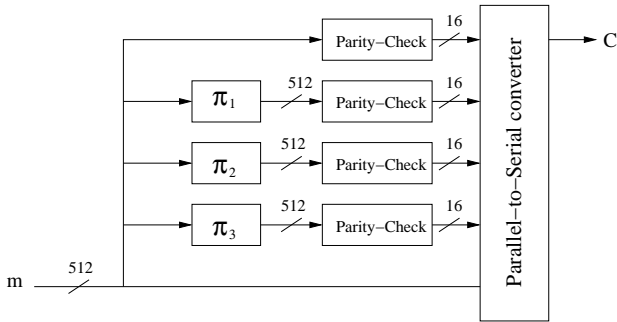 16
Parity−Check
C
512
16
π1
Parity−Check
512
16
π2
Parity−Check
512
16
π3
Parity−Check
512
m
Parallel−to−Serial converter